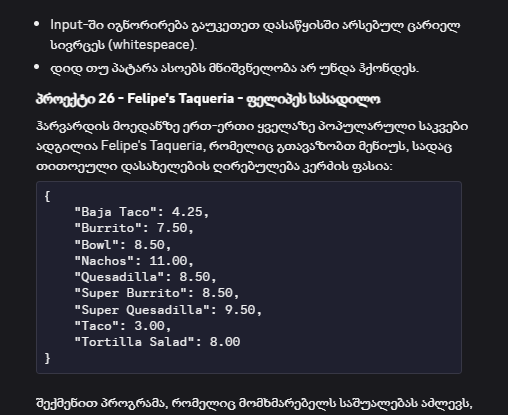 • Input-ში იგნორირება გაუკეთეთ დასაწყისში არსებულ ცარიელ
სივრცეს (whitespeace).
• დიდ თუ პატარა ასოებს მნიშვნელობა არ უნდა ჰქონდეს.
პროექტი 26 - Felipe's Taqueria - ფელიპეს სასადილო
ჰარვარდის მოედანზე ერთ-ერთი ყველაზე პოპულარული საკვები
ადგილია Felipe's Taqueria, რომელიც გთავაზობთ მენიუს, სადაც
თითოეული დასახელების ღირებულება კერძის ფასია:
{
    "Baja Taco": 4.25,
    "Burrito": 7.50,
    "Bowl": 8.50,
    "Nachos": 11.00,
    "Quesadilla": 8.50,
    "Super Burrito": 8.50,
    "Super Quesadilla": 9.50,
    "Taco": 3.00,
    "Tortilla Salad": 8.00
}
შექმენით პროგრამა, რომელიც მომხმარებელს საშუალებას აძლევს,